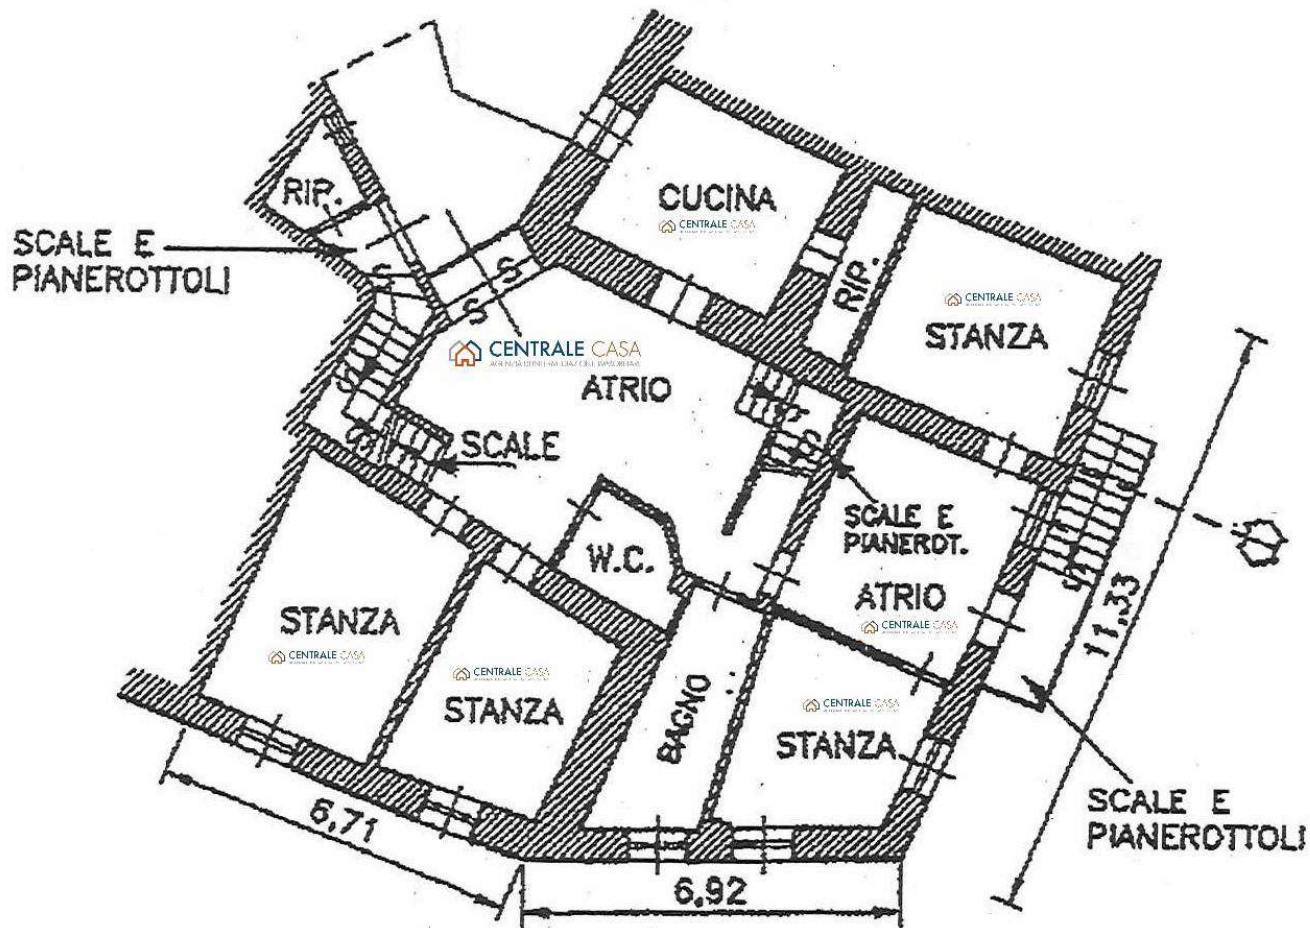 CUCINA
CENTRALE CASA
RIP.
SCALE E
PIANEROTTOLI
RIP.
CENTRALE CASA
STANZA
S
S
S
CENTRALE CASA
ATRIO
SCALE
S
S
S
S
SCALE E
PIANEROT.
W.C.
STANZA
CENTRALE CASA
ATRIO
CENTRALE CASA
S
11,33
CENTRALE CASA
STANZA
BAGNO
CENTRALE CASA
STANZA
6,71
6,92
SCALE E
PIANEROTTOLI